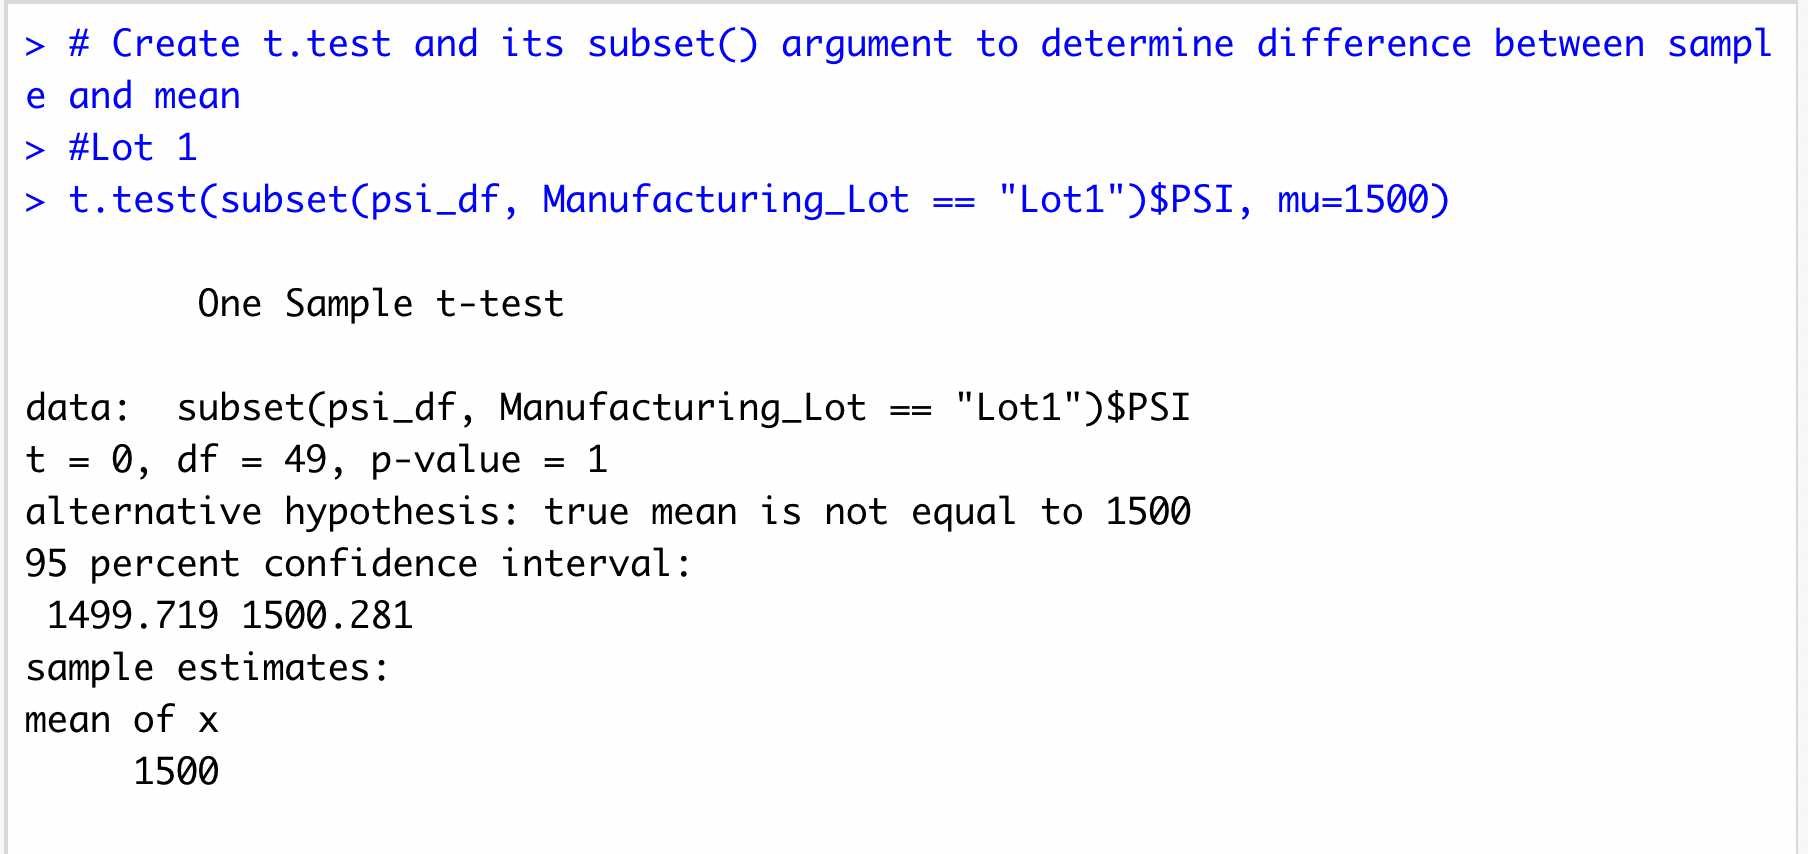 > # Create t.test and its subset() argument to determine difference between sampl
e and mean
> #Lot 1
> t.test(subset(psi_df, Manufacturing_Lot == "Lot1")$PSI, mu=1500)
One Sample t-test
data:  subset(psi_df, Manufacturing_Lot == "Lot1")$PSI
t = 0, df = 49, p-value = 1
alternative hypothesis: true mean is not equal to 1500
95 percent confidence interval:
1499.719 1500.281
sample estimates:
mean of x
1500